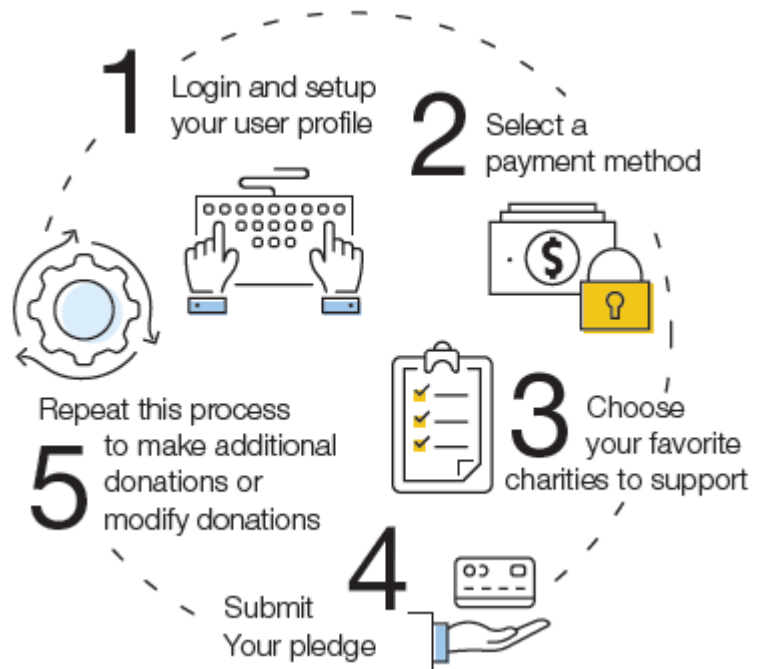 1
Login and setup
your user profile
2
Select a
payment method
$
3
Choose
your favorite
charities to support
4
Submit
Your pledge
5
Repeat this process
to make additional
donations or
modify donations